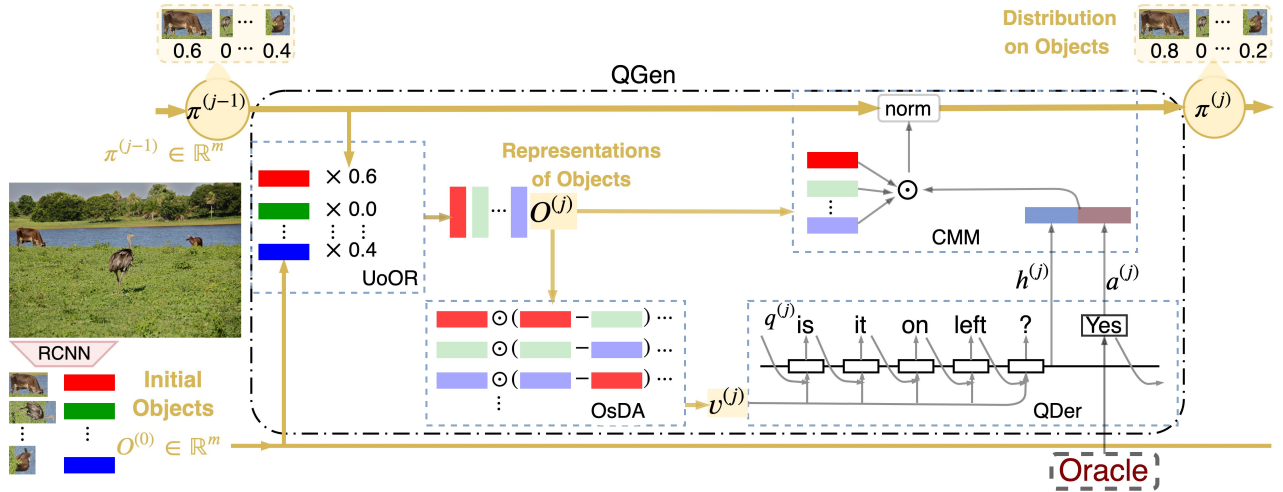 0.6 0 ··· 0.4
Distribution
on Objects
0.8 0 ··· 0.2
QGen
π^(j−1)
norm
π^(j)
π^(j−1) ∈ ℝ^m
× 0.6
× 0.0
× 0.4
UoOR
Representations
of Objects
··· O^(j)
⊙
CMM
h^(j)
a^(j)
RCNN
Initial
Objects
O^(0) ∈ ℝ^m
⊙ ( − ) ···
⊙ ( − ) ···
⊙ ( − ) ···
OsDA
v^(j)
q^(j) is it on left ?
Yes
QDer
Oracle